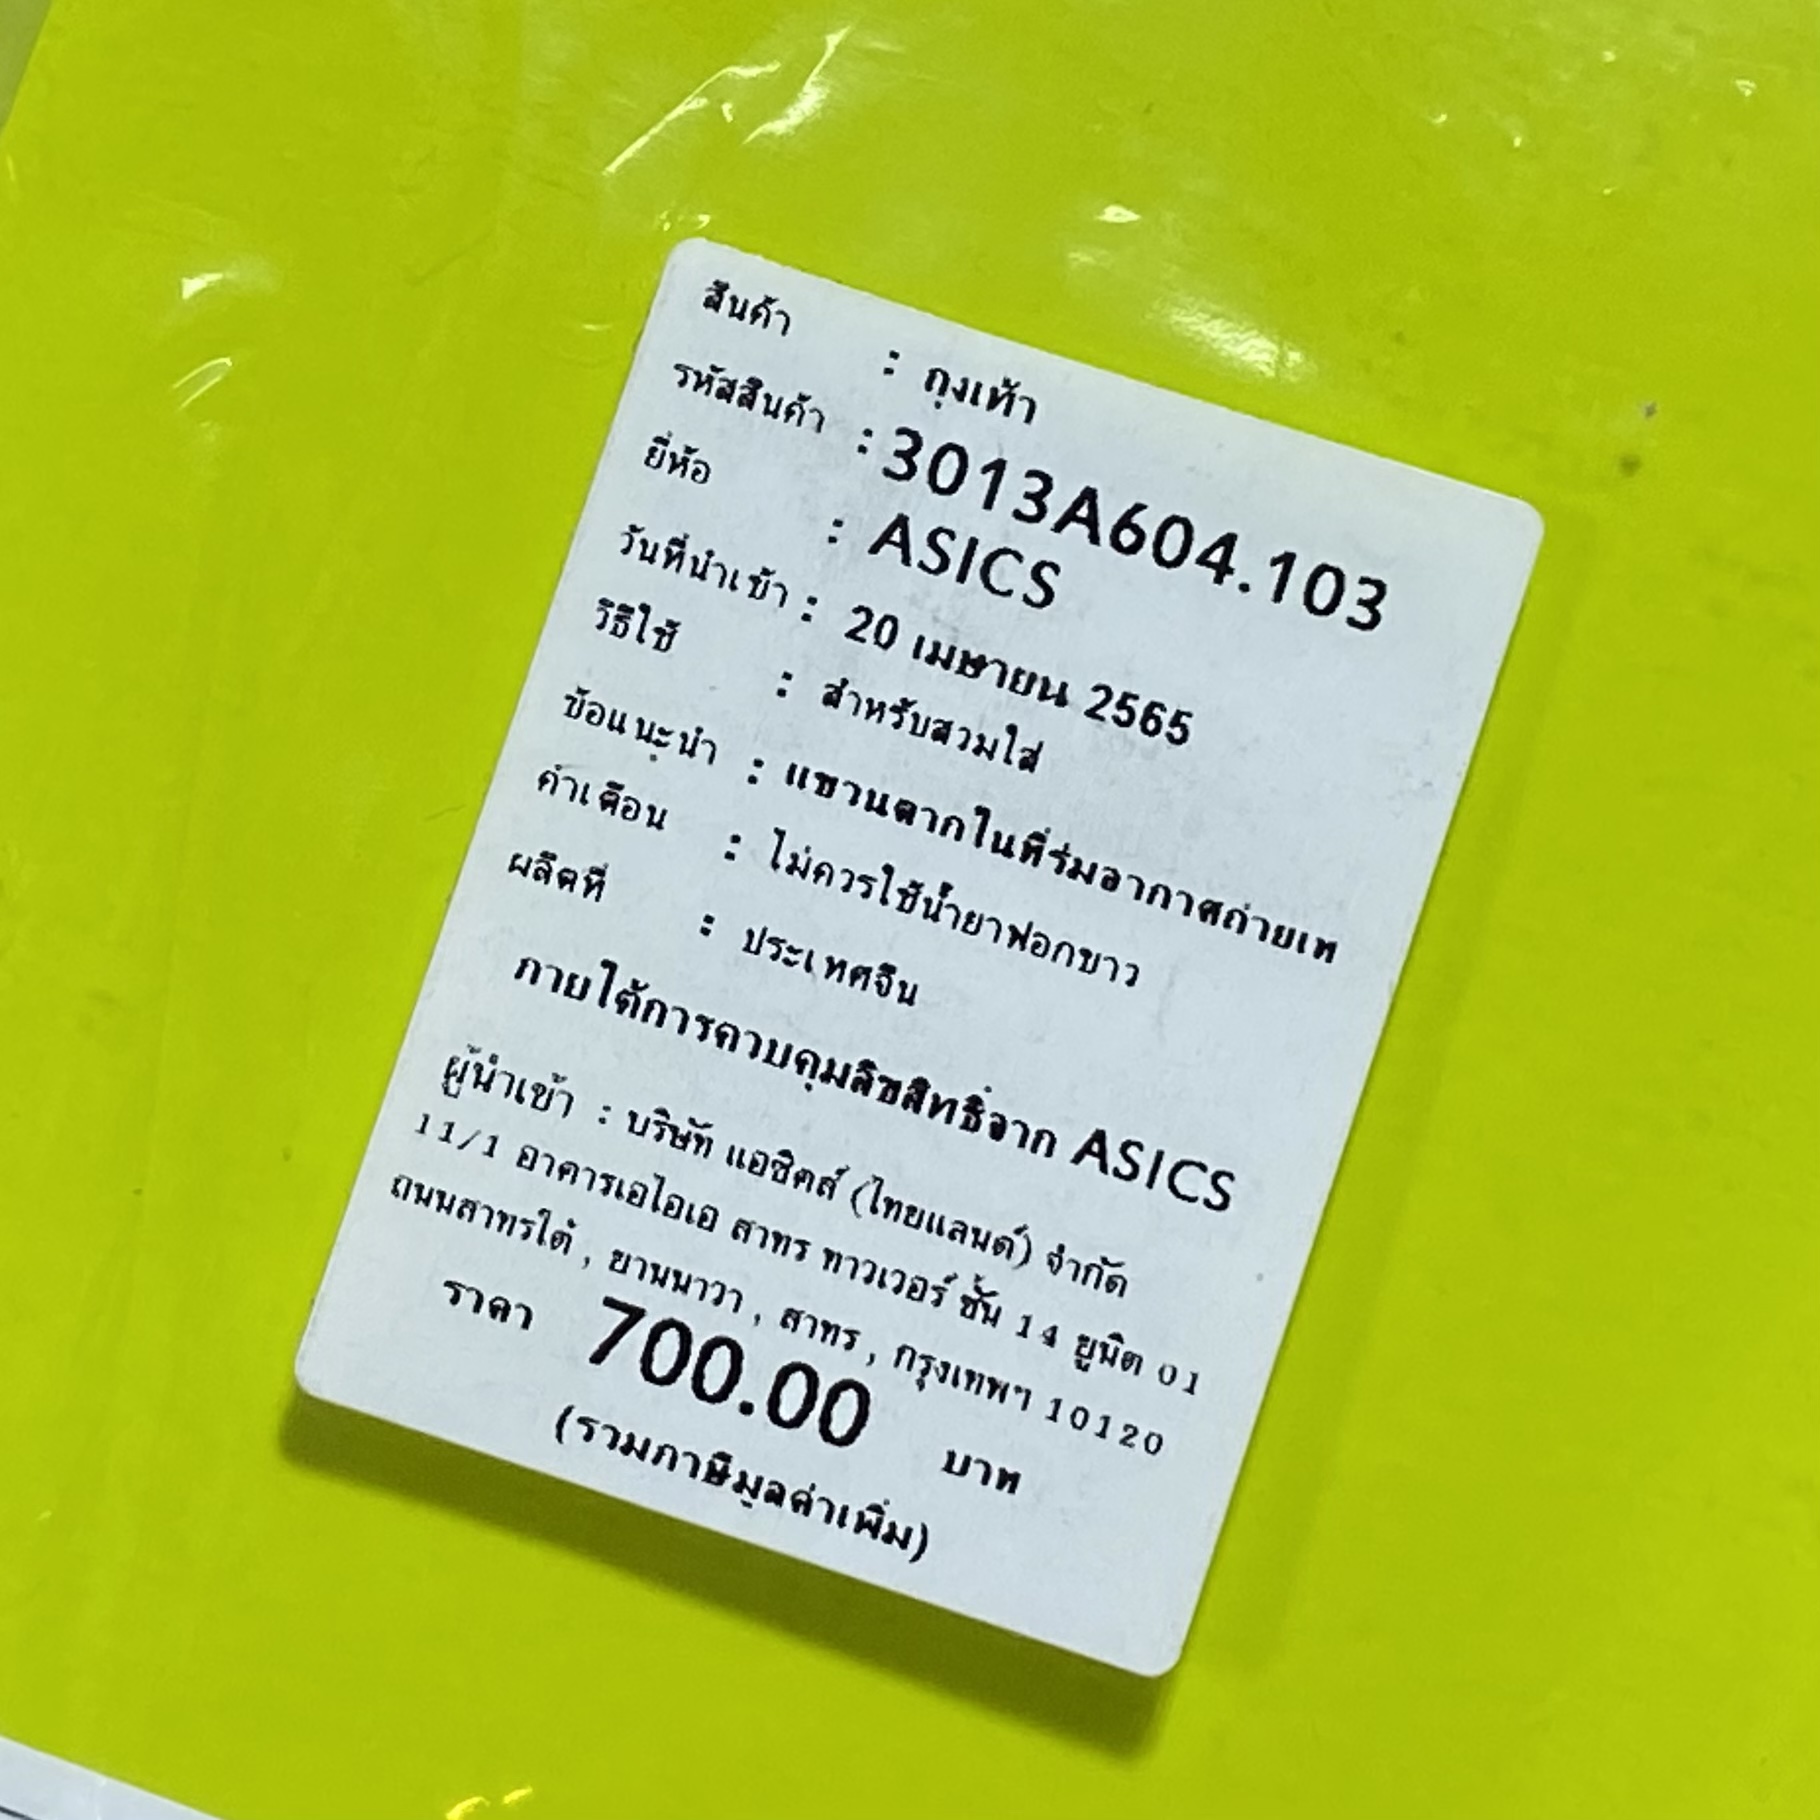 สินค้า : ถุงเท้า
รหัสสินค้า : 3013A604.103
ยี่ห้อ : ASICS
วันที่นำเข้า : 20 เมษายน 2565
วิธีใช้ : สำหรับสวมใส่
ข้อแนะนำ : แขวนตากในที่ร่มอากาศถ่ายเท
คำเตือน : ไม่ควรใช้น้ำยาฟอกขาว
ผลิตที่ : ประเทศจีน
ภายใต้การควบคุมลิขสิทธิ์จาก ASICS
ผู้นำเข้า : บริษัท แอซิคส์ (ไทยแลนด์) จำกัด
11/1 อาคารเอไอเอ สาทร ทาวเวอร์ ชั้น 14 ยูนิต 01
ถนนสาทรใต้ , ยานนาวา , สาทร , กรุงเทพฯ 10120
ราคา 700.00 บาท
(รวมภาษีมูลค่าเพิ่ม)